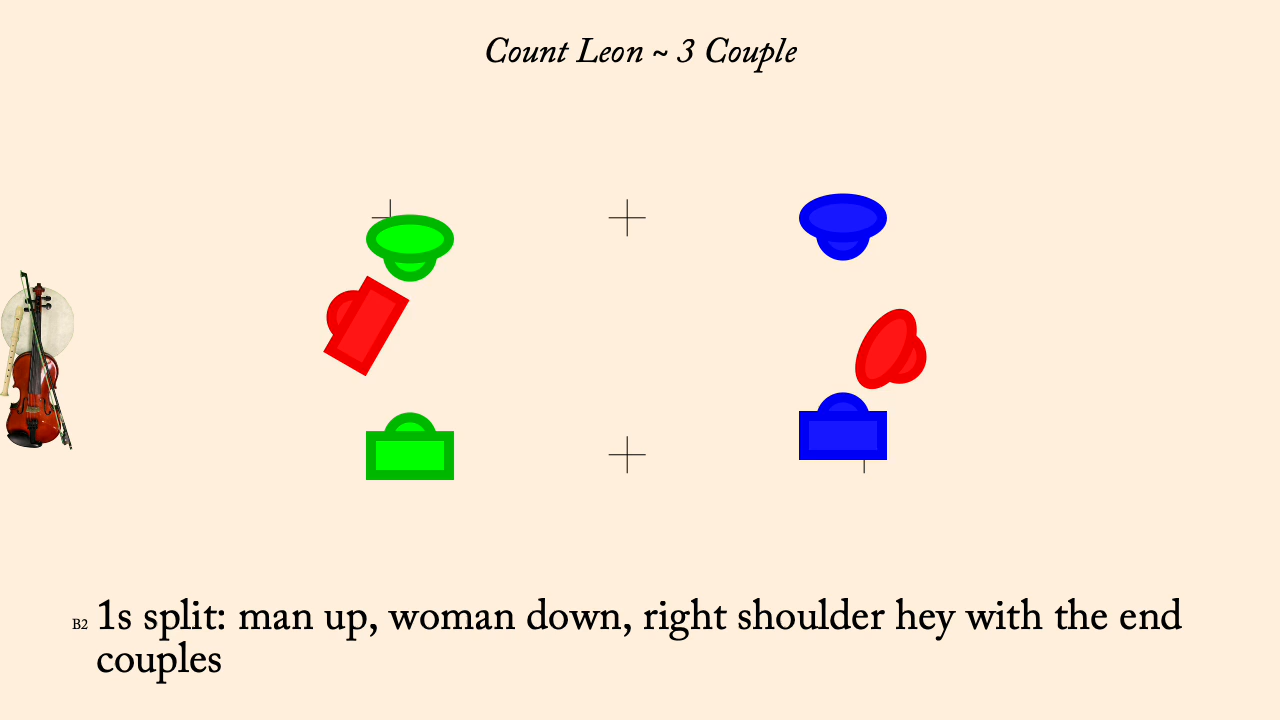 Count Leon ~ 3 Couple
B2 1s split: man up, woman down, right shoulder hey with the end
couples